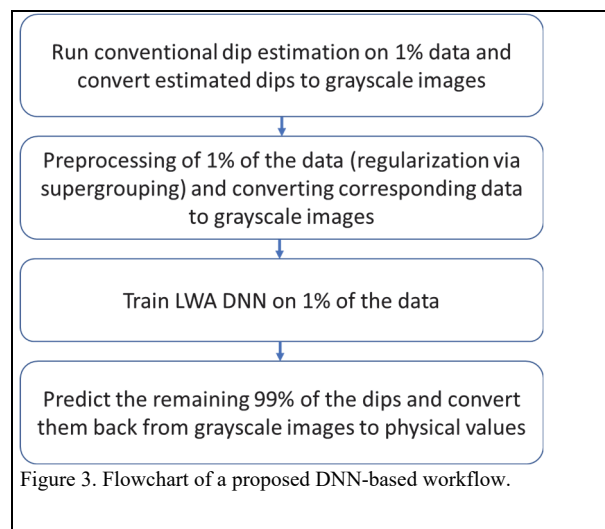 Run conventional dip estimation on 1% data and
convert estimated dips to grayscale images
Preprocessing of 1% of the data (regularization via
supergrouping) and converting corresponding data
to grayscale images
Train LWA DNN on 1% of the data
Predict the remaining 99% of the dips and convert
them back from grayscale images to physical values
Figure 3. Flowchart of a proposed DNN-based workflow.